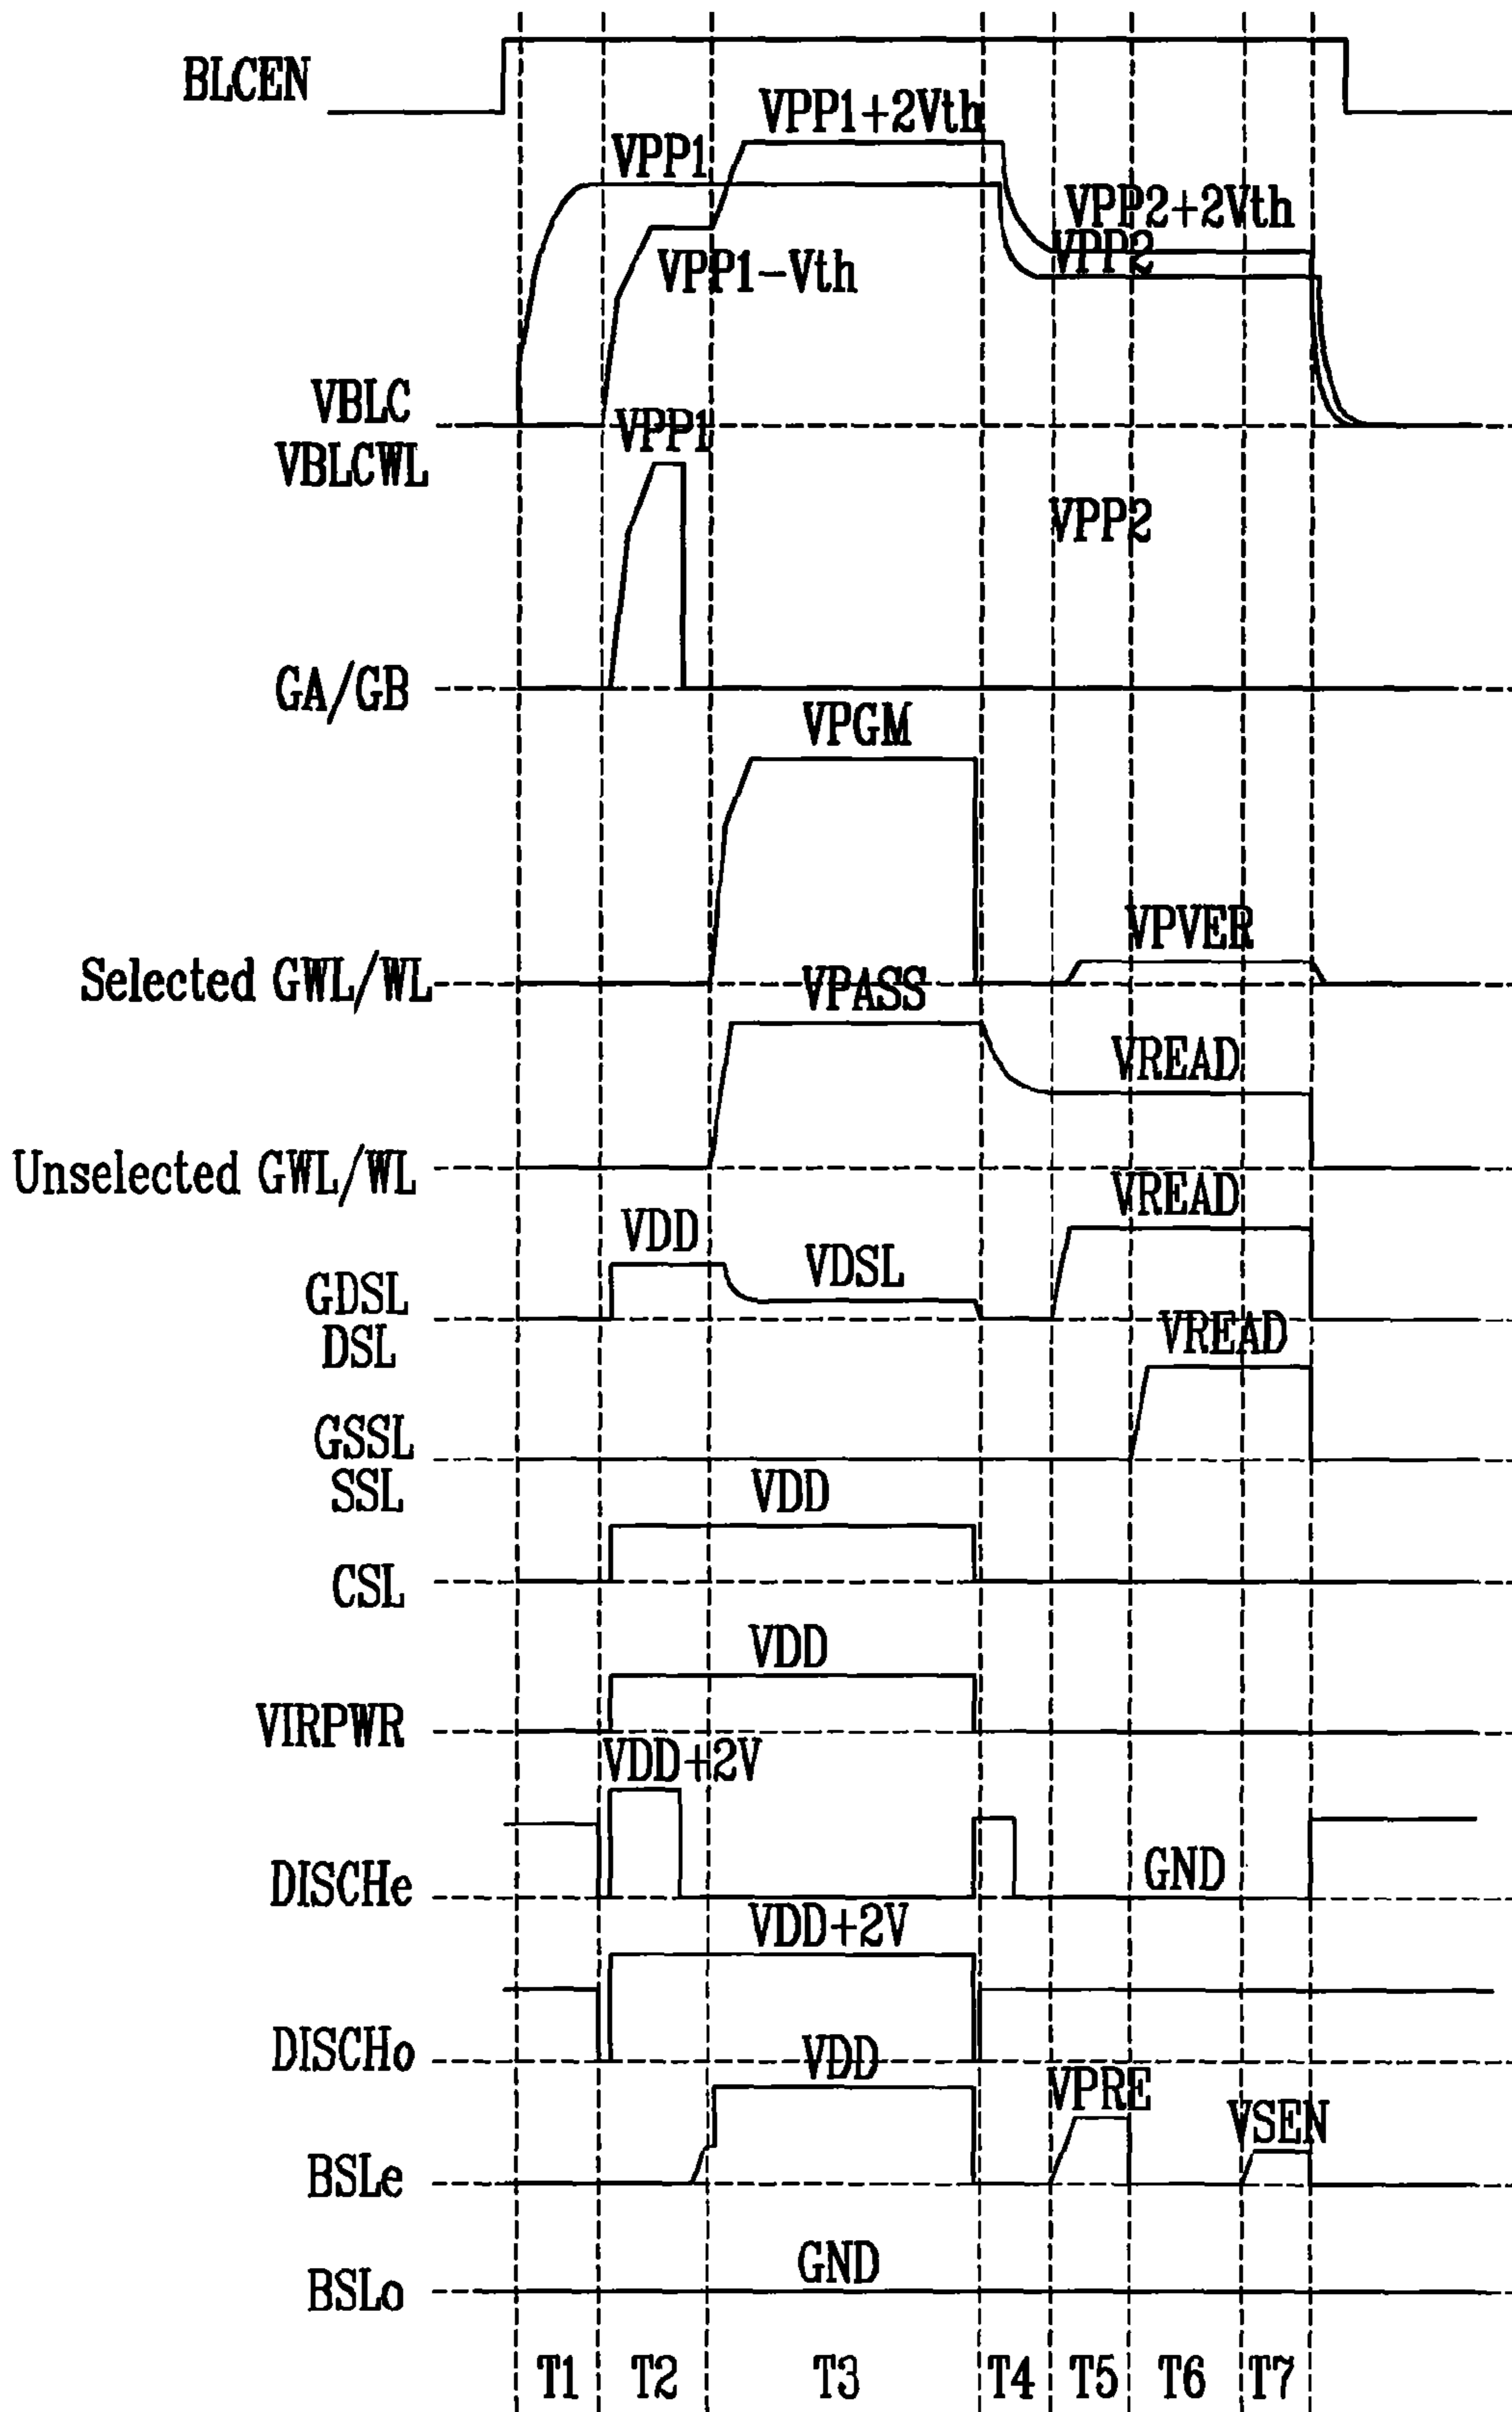 BLCEN
VPP1+2Vth
VPP1
VPP2+2Vth
VPP2
VPP1-Vth
VBLC
VPP1
VBLCWL
VPP2
GA/GB
VPGM
VPVER
Selected GWL/WL
VPASS
VREAD
Unselected GWL/WL
VREAD
VDD
VDSL
GDSL
DSL
VREAD
GSSL
SSL
VDD
CSL
VDD
VIRPWR
VDD+2V
DISCHe
GND
VDD+2V
DISCHo
VDD
VPRE
VSEN
BSLe
GND
BSLo
T1 T2 T3 T4 T5 T6 T7